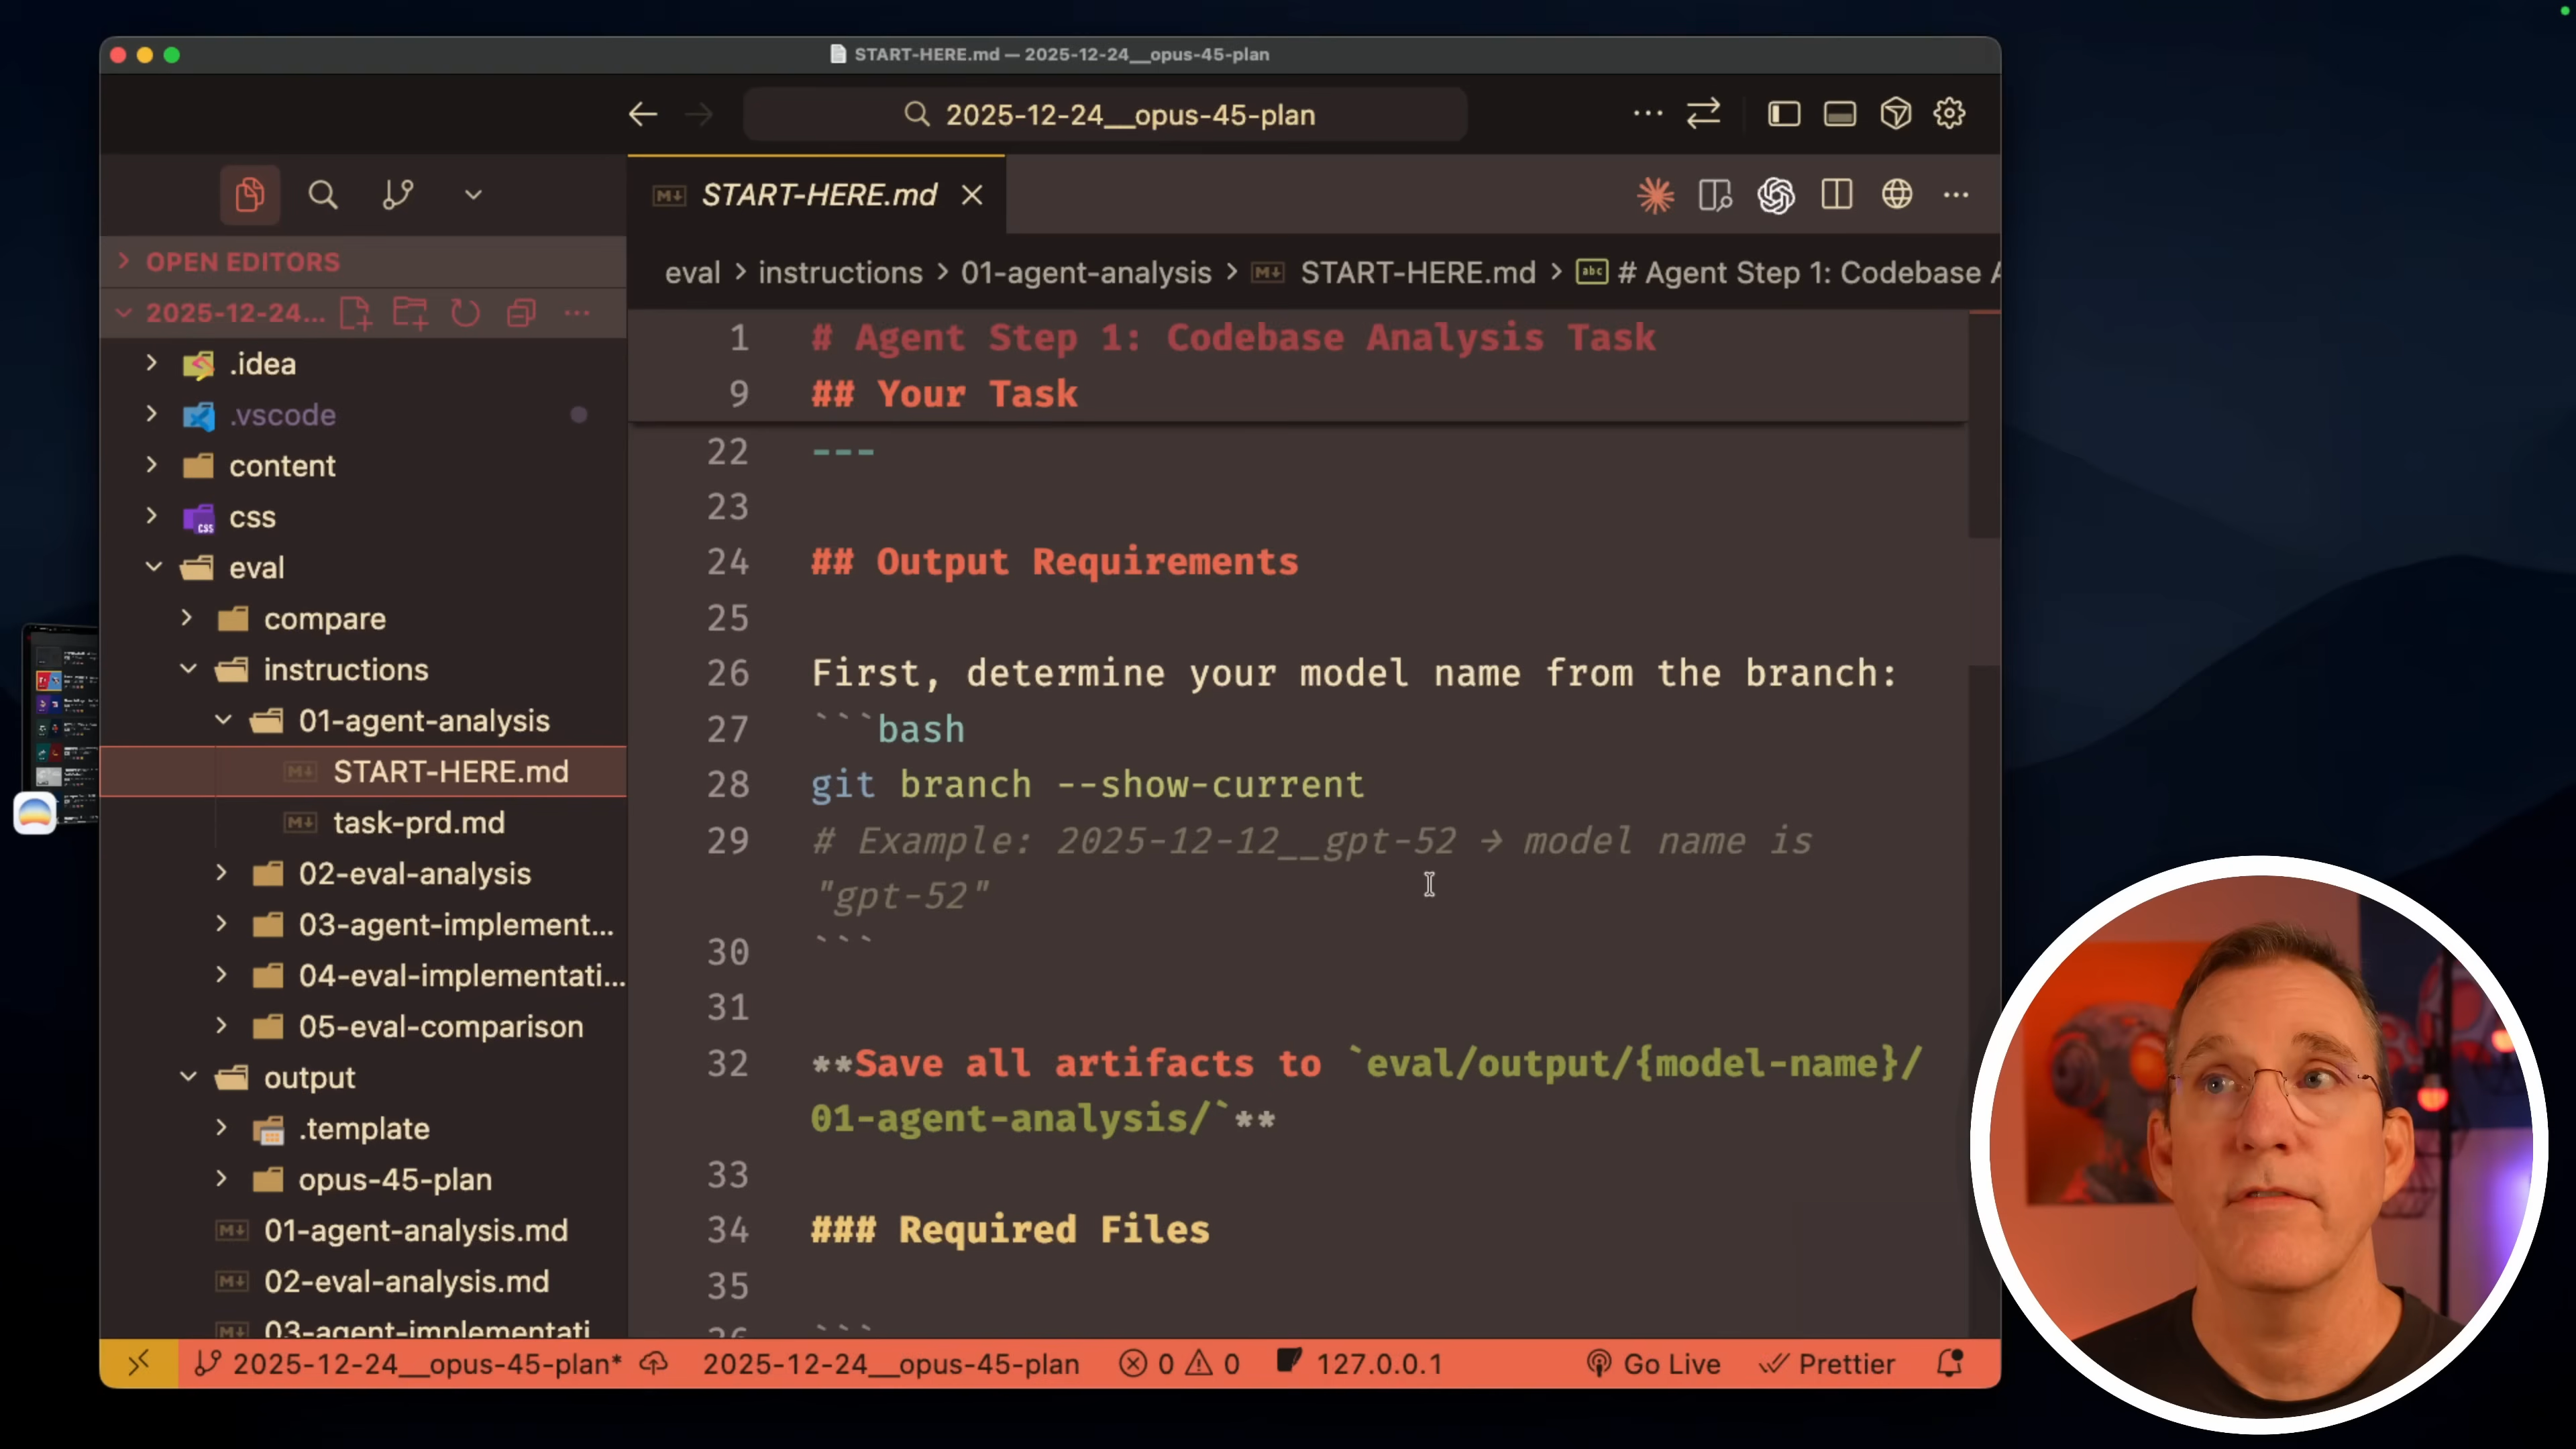 START-HERE.md — 2025-12-24__opus-45-plan
2025-12-24__opus-45-plan
START-HERE.md
OPEN EDITORS
eval > instructions > 01-agent-analysis > START-HERE.md > # Agent Step 1: Codebase A
2025-12-24...
.idea
.vscode
content
css
eval
compare
instructions
01-agent-analysis
START-HERE.md
task-prd.md
02-eval-analysis
03-agent-implement...
04-eval-implementati...
05-eval-comparison
output
.template
opus-45-plan
01-agent-analysis.md
02-eval-analysis.md
03-agent-implementati
1 # Agent Step 1: Codebase Analysis Task
9 ## Your Task
22 ---
23
24 ## Output Requirements
25
26 First, determine your model name from the branch:
27 ```bash
28 git branch --show-current
29 # Example: 2025-12-12__gpt-52 → model name is
"gpt-52"
30 ```
31
32 **Save all artifacts to `eval/output/{model-name}/
01-agent-analysis/`**
33
34 ### Required Files
35
36 ```
2025-12-24__opus-45-plan* 2025-12-24__opus-45-plan 0 0 127.0.0.1 Go Live Prettier